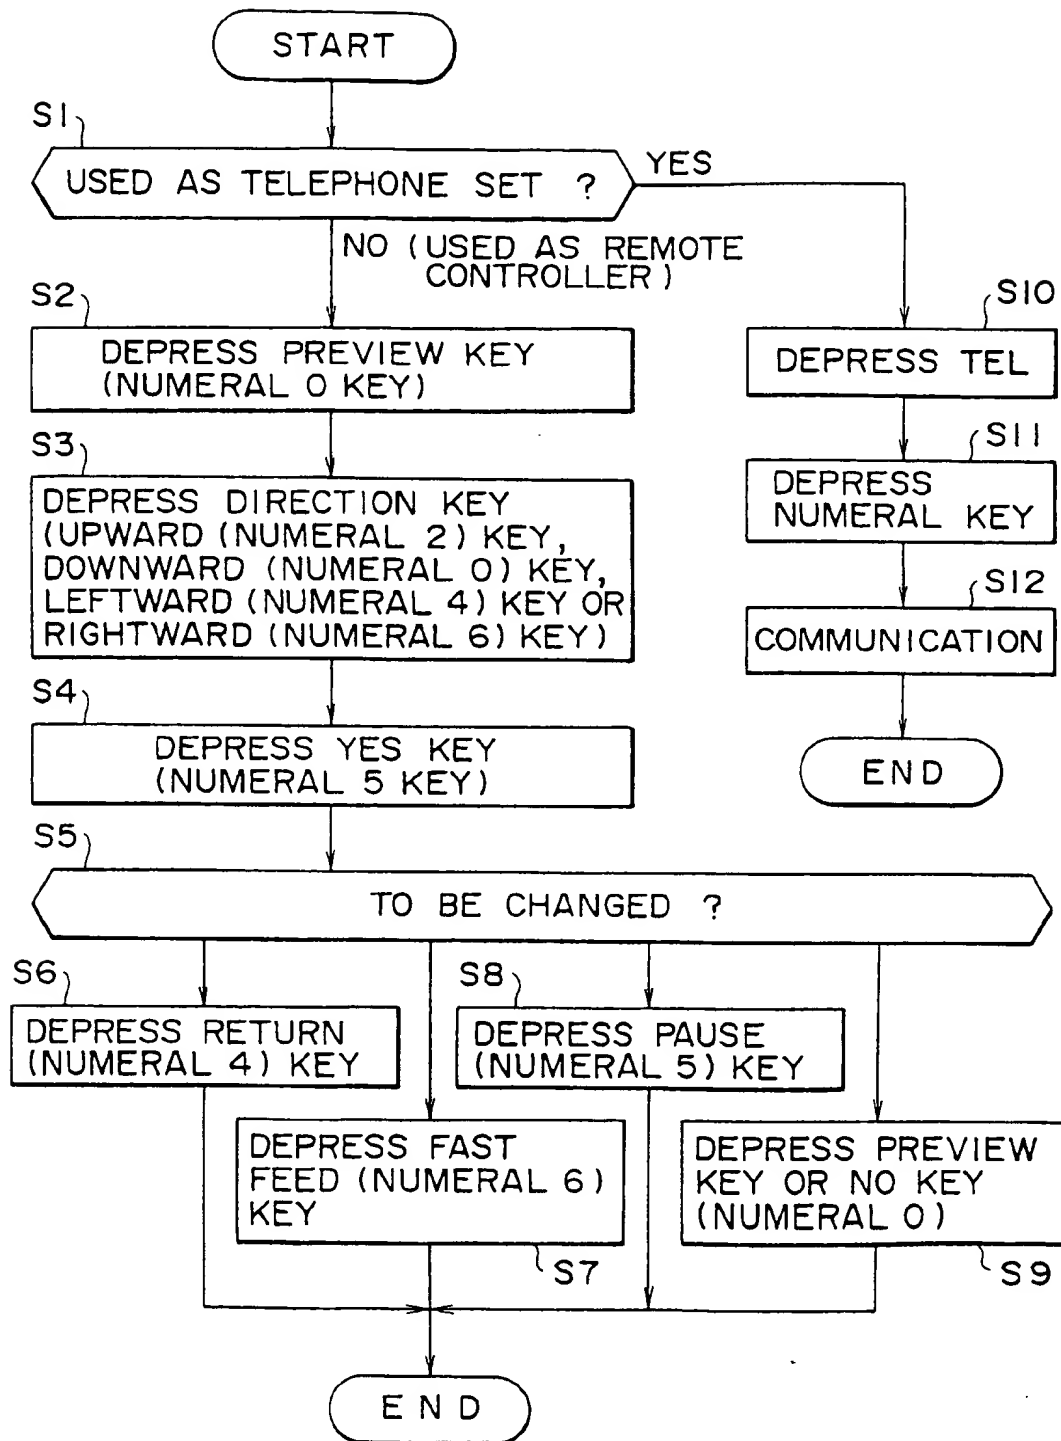 START
S1
USED AS TELEPHONE SET ?
YES
NO (USED AS REMOTE
CONTROLLER)
S2
DEPRESS PREVIEW KEY
(NUMERAL 0 KEY)
S3
DEPRESS DIRECTION KEY
(UPWARD (NUMERAL 2) KEY,
DOWNWARD (NUMERAL 0) KEY,
LEFTWARD (NUMERAL 4) KEY OR
RIGHTWARD (NUMERAL 6) KEY)
S4
DEPRESS YES KEY
(NUMERAL 5 KEY)
S10
DEPRESS TEL
S11
DEPRESS
NUMERAL KEY
S12
COMMUNICATION
END
S5
TO BE CHANGED ?
S6
DEPRESS RETURN
(NUMERAL 4) KEY
DEPRESS FAST
FEED (NUMERAL 6)
KEY
S7
S8
DEPRESS PAUSE
(NUMERAL 5) KEY
DEPRESS PREVIEW
KEY OR NO KEY
(NUMERAL 0)
S9
END